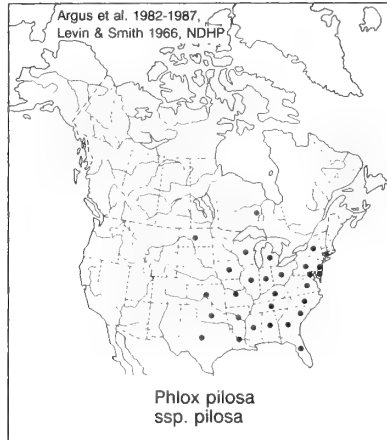 Argus et al. 1982-1987,
Levin & Smith 1966, NDHP
Phlox pilosa
ssp. pilosa